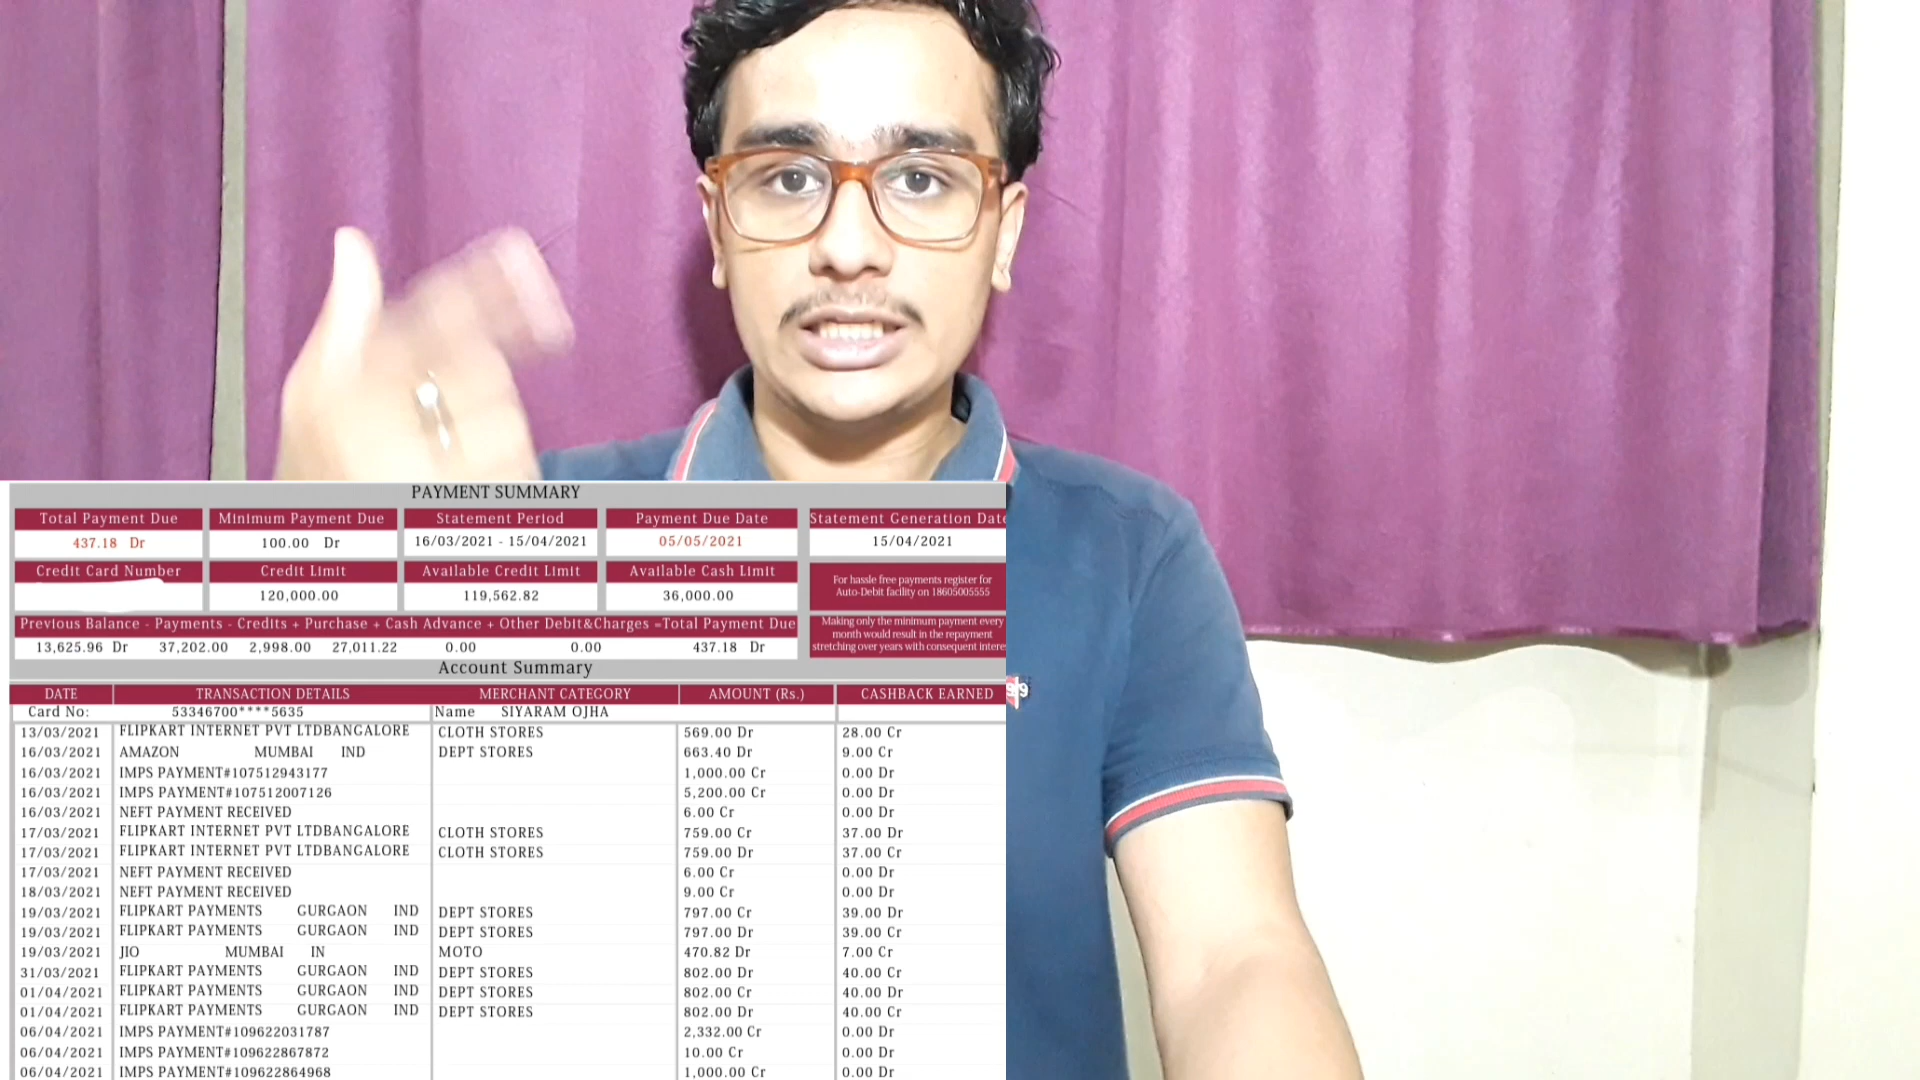 PAYMENT SUMMARY
Total Payment Due Minimum Payment Due Statement Period Payment Due Date Statement Generation Date
437.18 Dr 100.00 Dr 16/03/2021 - 15/04/2021 05/05/2021 15/04/2021
Credit Card Number Credit Limit Available Credit Limit Available Cash Limit
For hassle free payments register for
Auto-Debit facility on 18605005555
120,000.00 119,562.82 36,000.00
Previous Balance - Payments - Credits + Purchase + Cash Advance + Other Debit&Charges =Total Payment Due
13,625.96 Dr 37,202.00 2,998.00 27,011.22 0.00 0.00 437.18 Dr
Making only the minimum payment every
month would result in the repayment
stretching over years with consequent intere
Account Summary
DATE TRANSACTION DETAILS MERCHANT CATEGORY AMOUNT (Rs.) CASHBACK EARNED
Card No: 53346700****5635 Name SIYARAM OJHA
13/03/2021 FLIPKART INTERNET PVT LTDBANGALORE CLOTH STORES 569.00 Dr 28.00 Cr
16/03/2021 AMAZON MUMBAI IND DEPT STORES 663.40 Dr 9.00 Cr
16/03/2021 IMPS PAYMENT#107512943177 1,000.00 Cr 0.00 Dr
16/03/2021 IMPS PAYMENT#107512007126 5,200.00 Cr 0.00 Dr
16/03/2021 NEFT PAYMENT RECEIVED 6.00 Cr 0.00 Dr
17/03/2021 FLIPKART INTERNET PVT LTDBANGALORE CLOTH STORES 759.00 Cr 37.00 Dr
17/03/2021 FLIPKART INTERNET PVT LTDBANGALORE CLOTH STORES 759.00 Dr 37.00 Cr
17/03/2021 NEFT PAYMENT RECEIVED 6.00 Cr 0.00 Dr
18/03/2021 NEFT PAYMENT RECEIVED 9.00 Cr 0.00 Dr
19/03/2021 FLIPKART PAYMENTS GURGAON IND DEPT STORES 797.00 Cr 39.00 Dr
19/03/2021 FLIPKART PAYMENTS GURGAON IND DEPT STORES 797.00 Dr 39.00 Cr
19/03/2021 JIO MUMBAI IN MOTO 470.82 Dr 7.00 Cr
31/03/2021 FLIPKART PAYMENTS GURGAON IND DEPT STORES 802.00 Dr 40.00 Cr
01/04/2021 FLIPKART PAYMENTS GURGAON IND DEPT STORES 802.00 Cr 40.00 Dr
01/04/2021 FLIPKART PAYMENTS GURGAON IND DEPT STORES 802.00 Dr 40.00 Cr
06/04/2021 IMPS PAYMENT#109622031787 2,332.00 Cr 0.00 Dr
06/04/2021 IMPS PAYMENT#109622867872 10.00 Cr 0.00 Dr
06/04/2021 IMPS PAYMENT#109622864968 1,000.00 Cr 0.00 Dr